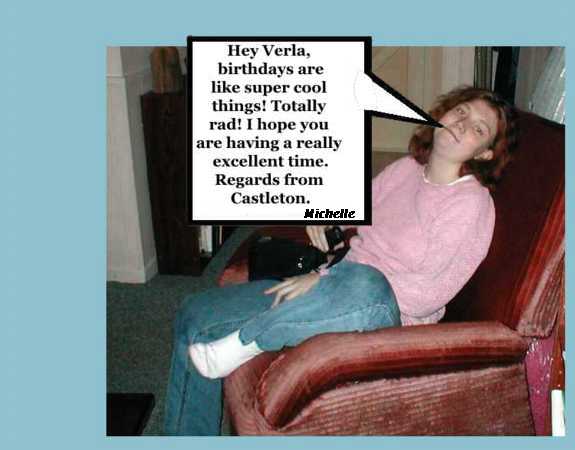 Hey Verla,
birthdays are
like super cool
things! Totally
rad! I hope you
are having a really
excellent time.
Regards from
Castleton.
Michelle